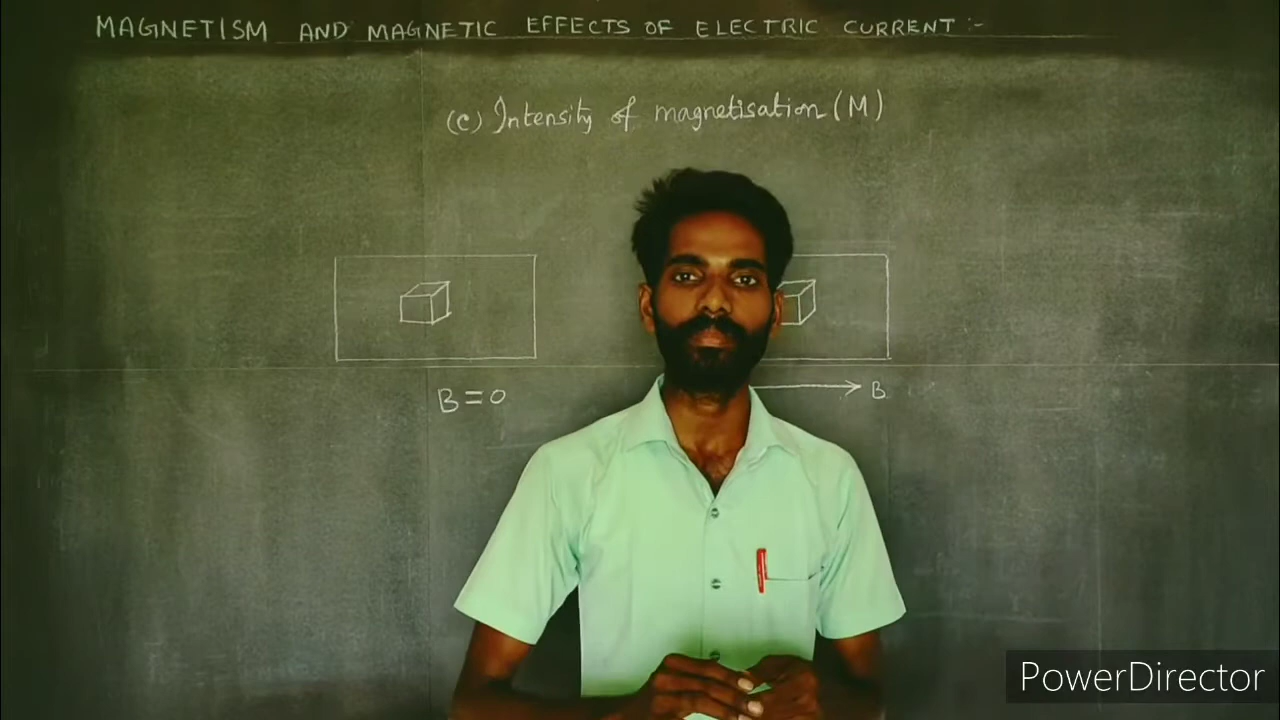 MAGNETISM AND MAGNETIC EFFECTS OF ELECTRIC CURRENT :-
(c) Intensity of magnetisation (M)
B = 0
B
PowerDirector